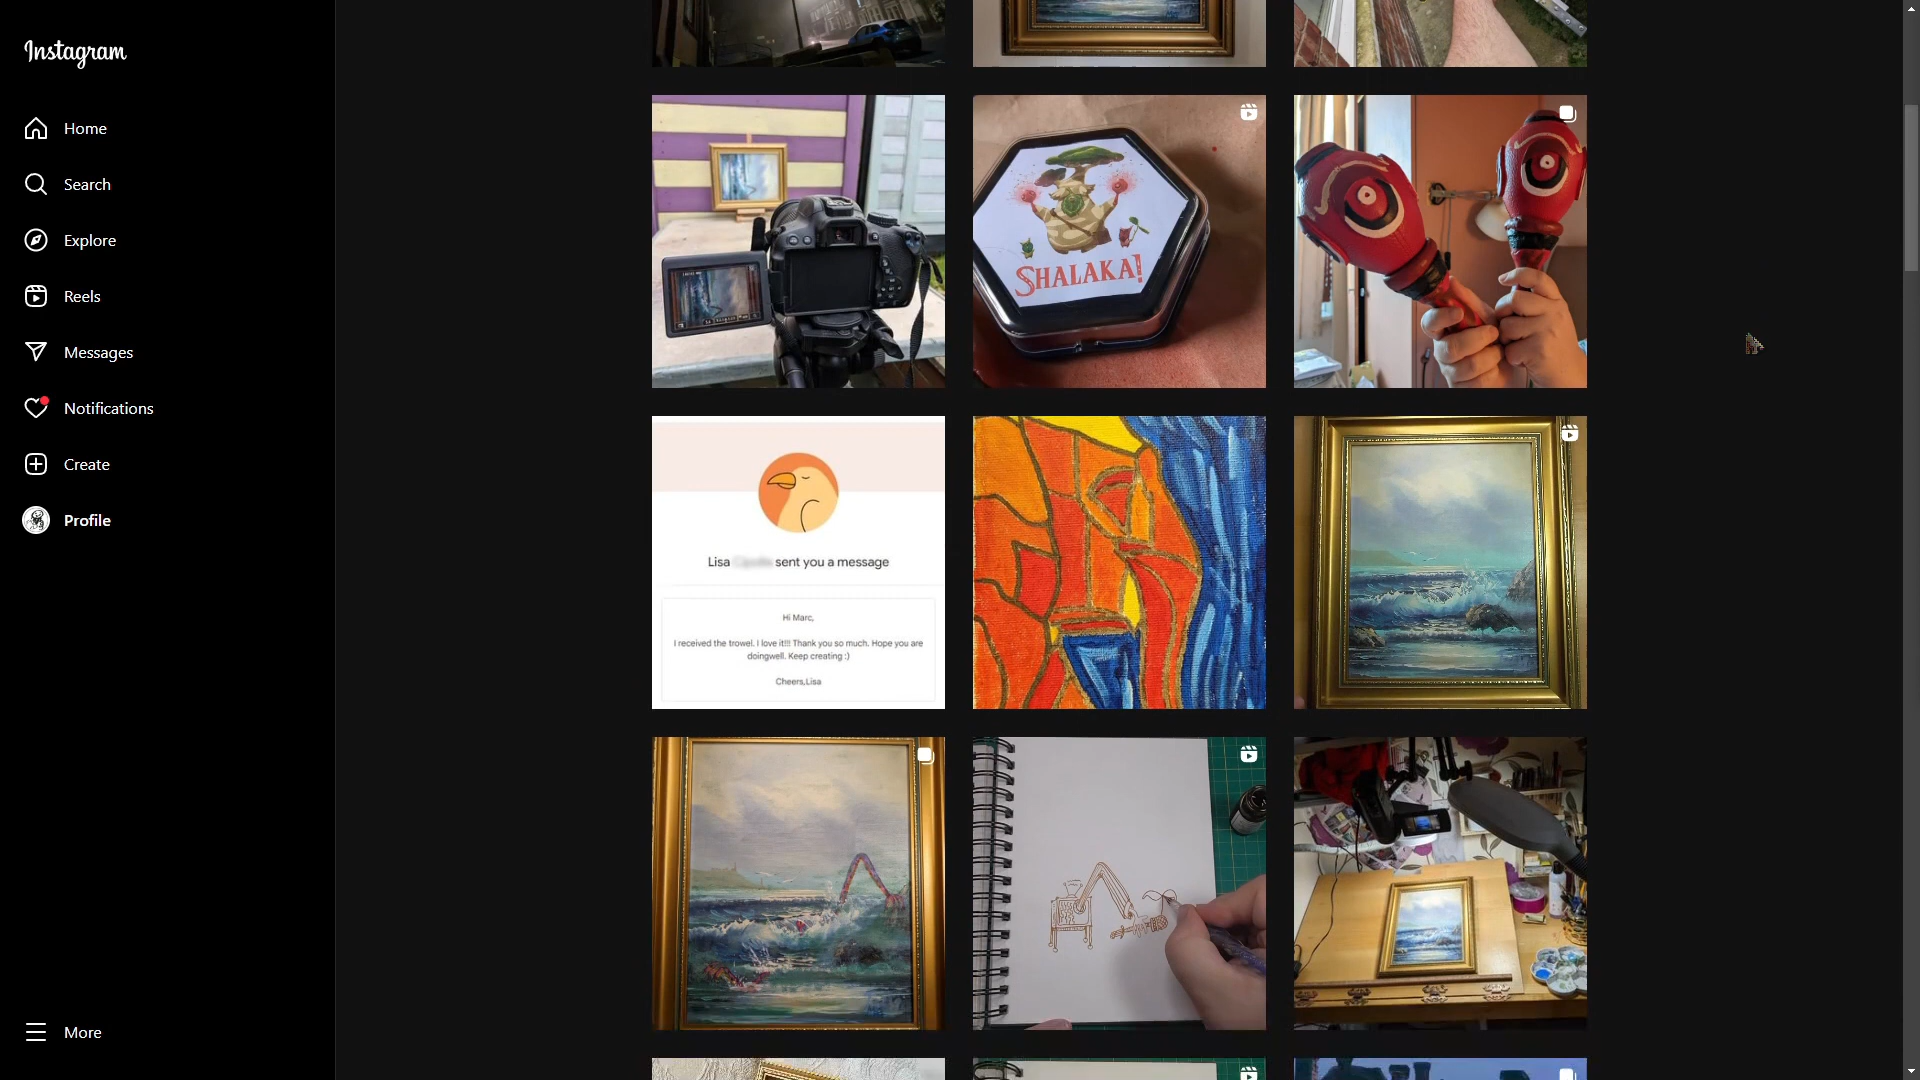 Instagram
Home
Search
Explore
Reels
Messages
Notifications
Create
Profile
More
SHALAKA!
Lisa sent you a message
Hi Marc,
I received the trowel. I love it!!! Thank you so much. Hope you are
doingwell. Keep creating :)
Cheers,Lisa